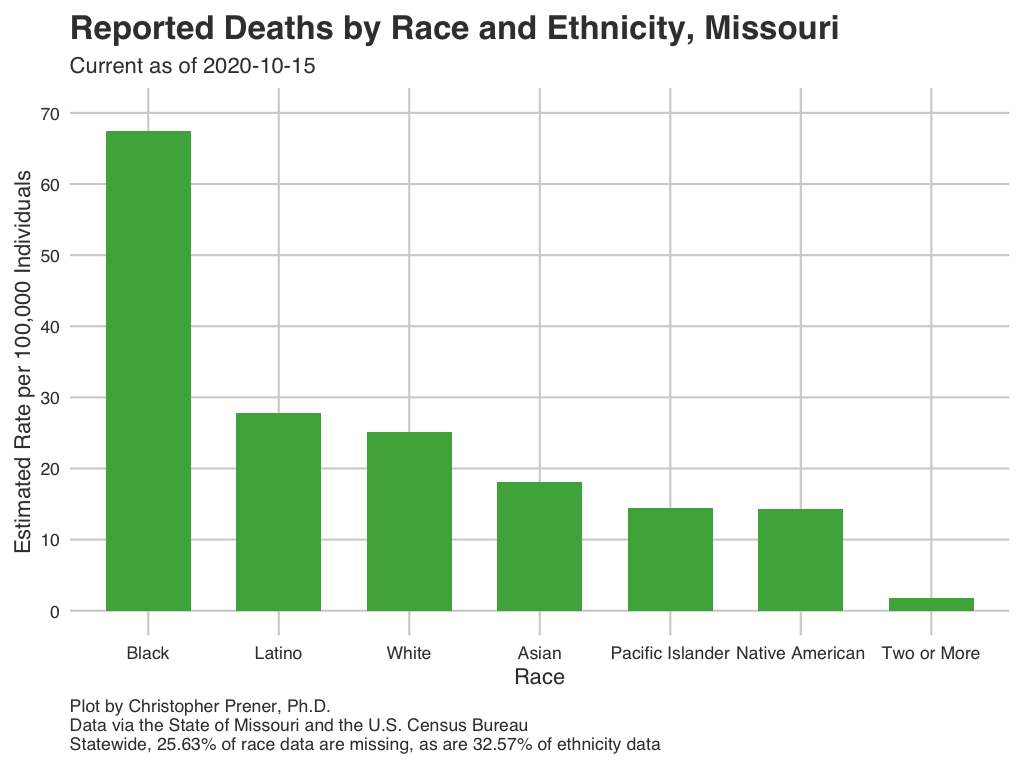 Reported Deaths by Race and Ethnicity, Missouri
Current as of 2020-10-15
Estimated Rate per 100,000 Individuals
70
60
50
40
30
20
10
0
Black Latino White Asian Pacific Islander Native American Two or More
Race
Plot by Christopher Prener, Ph.D.
Data via the State of Missouri and the U.S. Census Bureau
Statewide, 25.63% of race data are missing, as are 32.57% of ethnicity data